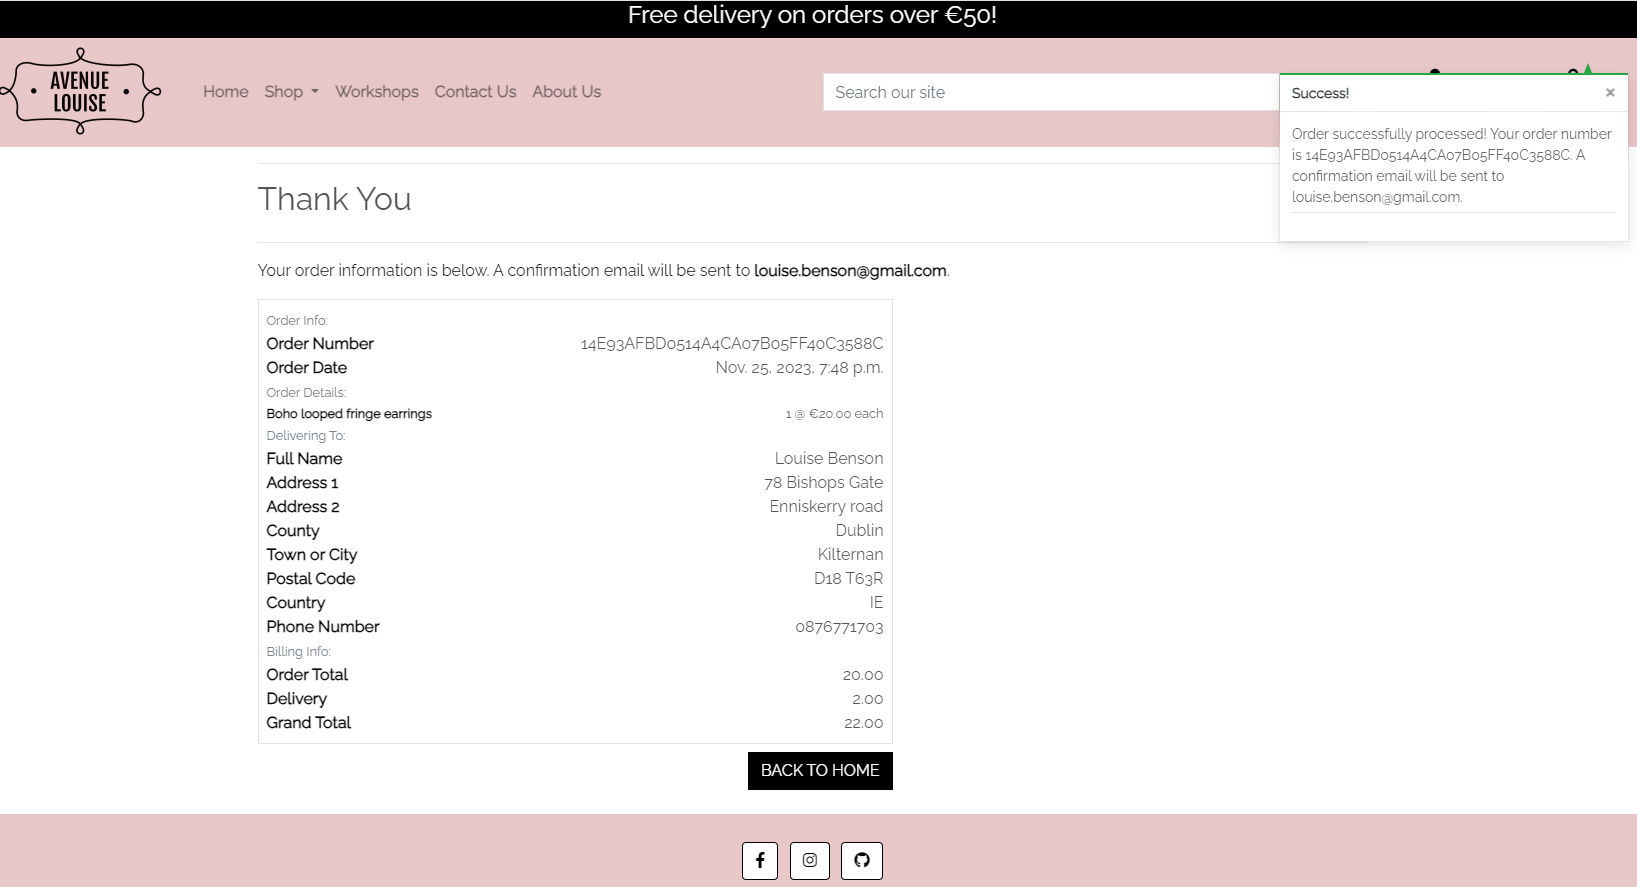 Free delivery on orders over €50!
AVENUE
LOUISE
Home Shop Workshops Contact Us About Us
Search our site
Success! ×
Order successfully processed! Your order number
is 14E93AFBD0514A4CA07B05FF40C3588C. A
confirmation email will be sent to
louise.benson@gmail.com.
Thank You
Your order information is below. A confirmation email will be sent to louise.benson@gmail.com.
Order Info:
Order Number 14E93AFBD0514A4CA07B05FF40C3588C
Order Date Nov. 25, 2023, 7:48 p.m.
Order Details:
Boho looped fringe earrings 1 @ €20.00 each
Delivering To:
Full Name Louise Benson
Address 1 78 Bishops Gate
Address 2 Enniskerry road
County Dublin
Town or City Kilternan
Postal Code D18 T63R
Country IE
Phone Number 0876771703
Billing Info:
Order Total 20.00
Delivery 2.00
Grand Total 22.00
BACK TO HOME